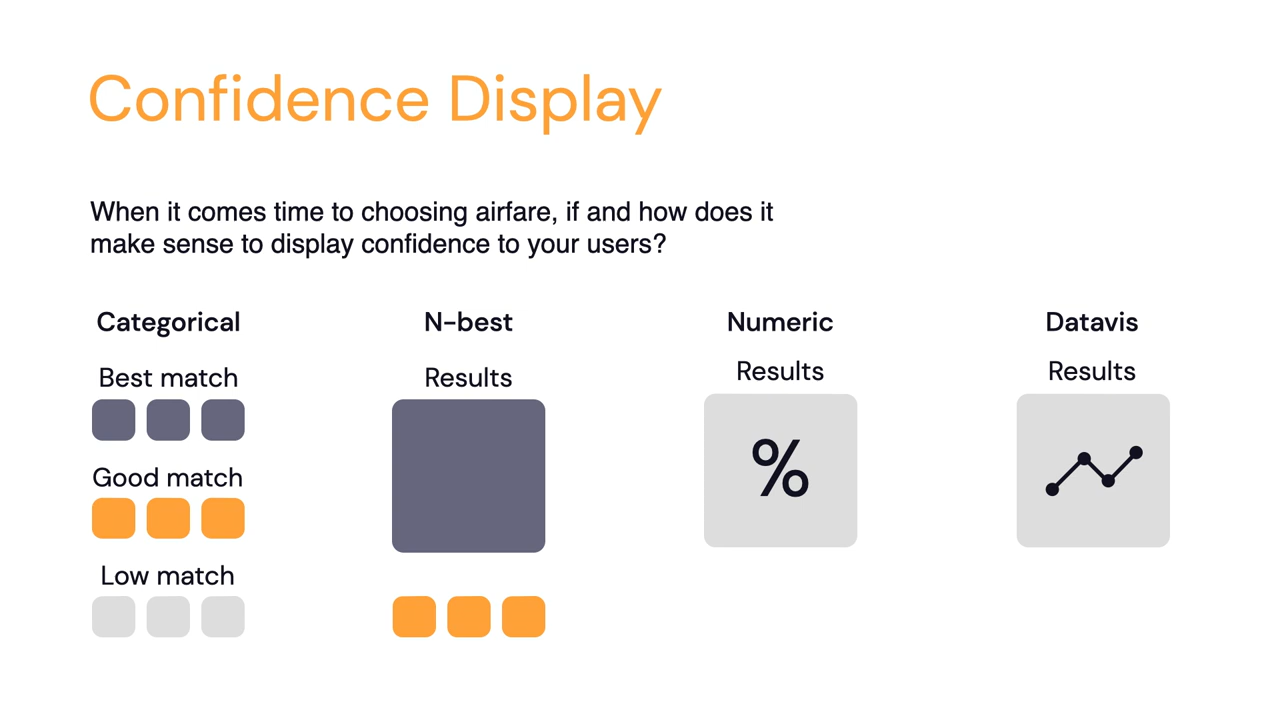 Confidence Display
When it comes time to choosing airfare, if and how does it
make sense to display confidence to your users?
Categorical
Best match
Good match
Low match
N-best
Results
Numeric
Results
%
Datavis
Results